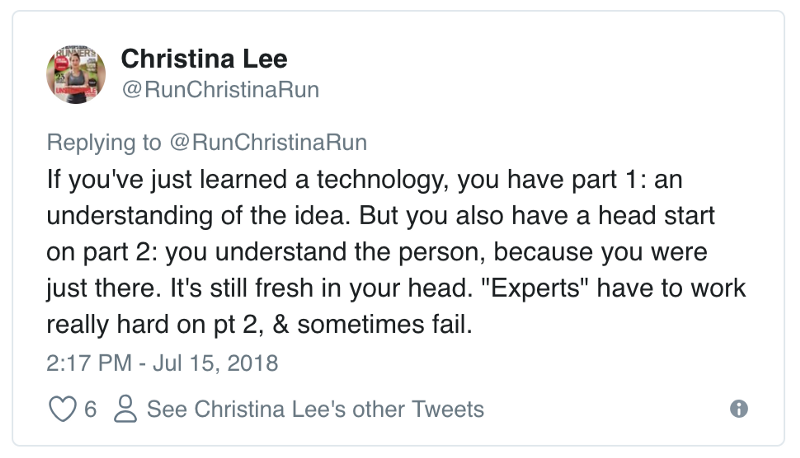 Christina Lee
@RunChristinaRun
Replying to @RunChristinaRun
If you've just learned a technology, you have part 1: an
understanding of the idea. But you also have a head start
on part 2: you understand the person, because you were
just there. It's still fresh in your head. "Experts" have to work
really hard on pt 2, & sometimes fail.
2:17 PM - Jul 15, 2018
6 See Christina Lee's other Tweets